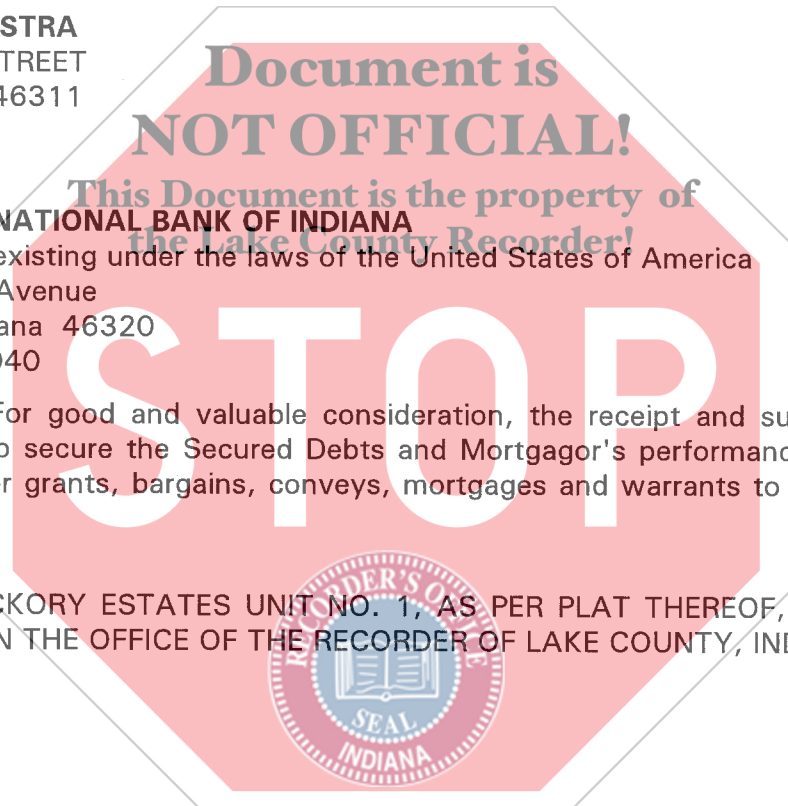 STRA
TREET
46311
Document is
NOT OFFICIAL!
This Document is the property of
the Lake County Recorder!
NATIONAL BANK OF INDIANA
existing under the laws of the United States of America
Avenue
ana 46320
040
STOP
For good and valuable consideration, the receipt and su
o secure the Secured Debts and Mortgagor's performanc
r grants, bargains, conveys, mortgages and warrants to
CKORY ESTATES UNIT NO. 1, AS PER PLAT THEREOF,
N THE OFFICE OF THE RECORDER OF LAKE COUNTY, IND
RECORDER'S OFFICE
SEAL
INDIANA